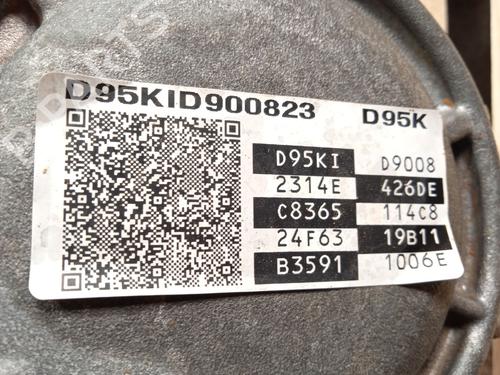 D95KID900823 D95K
D95KI D9008
2314E 426DE
C8365 114C8
24F63 19B11
B3591 1006E